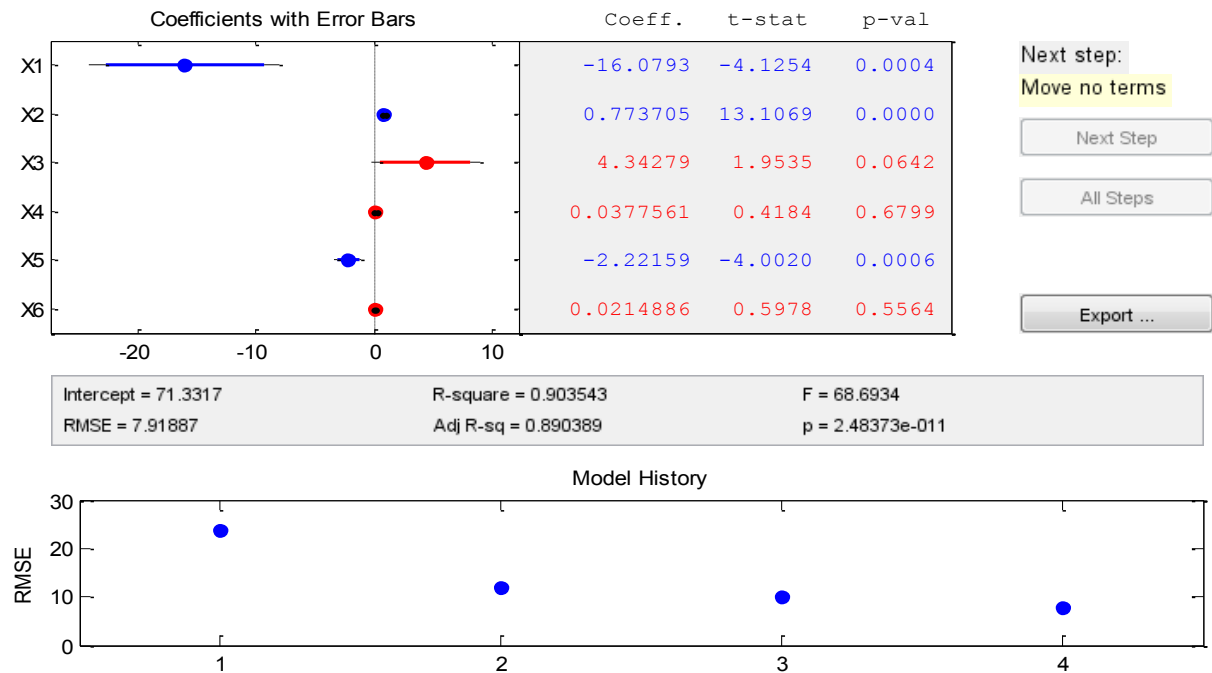 Coefficients with Error Bars Coeff. t-stat p-val
X1 -16.0793 -4.1254 0.0004
X2 0.773705 13.1069 0.0000
X3 4.34279 1.9535 0.0642
X4 0.0377561 0.4184 0.6799
X5 -2.22159 -4.0020 0.0006
X6 0.0214886 0.5978 0.5564
-20 -10 0 10
Next step:
Move no terms
Next Step
All Steps
Export ...
Intercept = 71.3317 R-square = 0.903543 F = 68.6934
RMSE = 7.91887 Adj R-sq = 0.890389 p = 2.48373e-011
Model History
30
20
10
0
RMSE
1 2 3 4